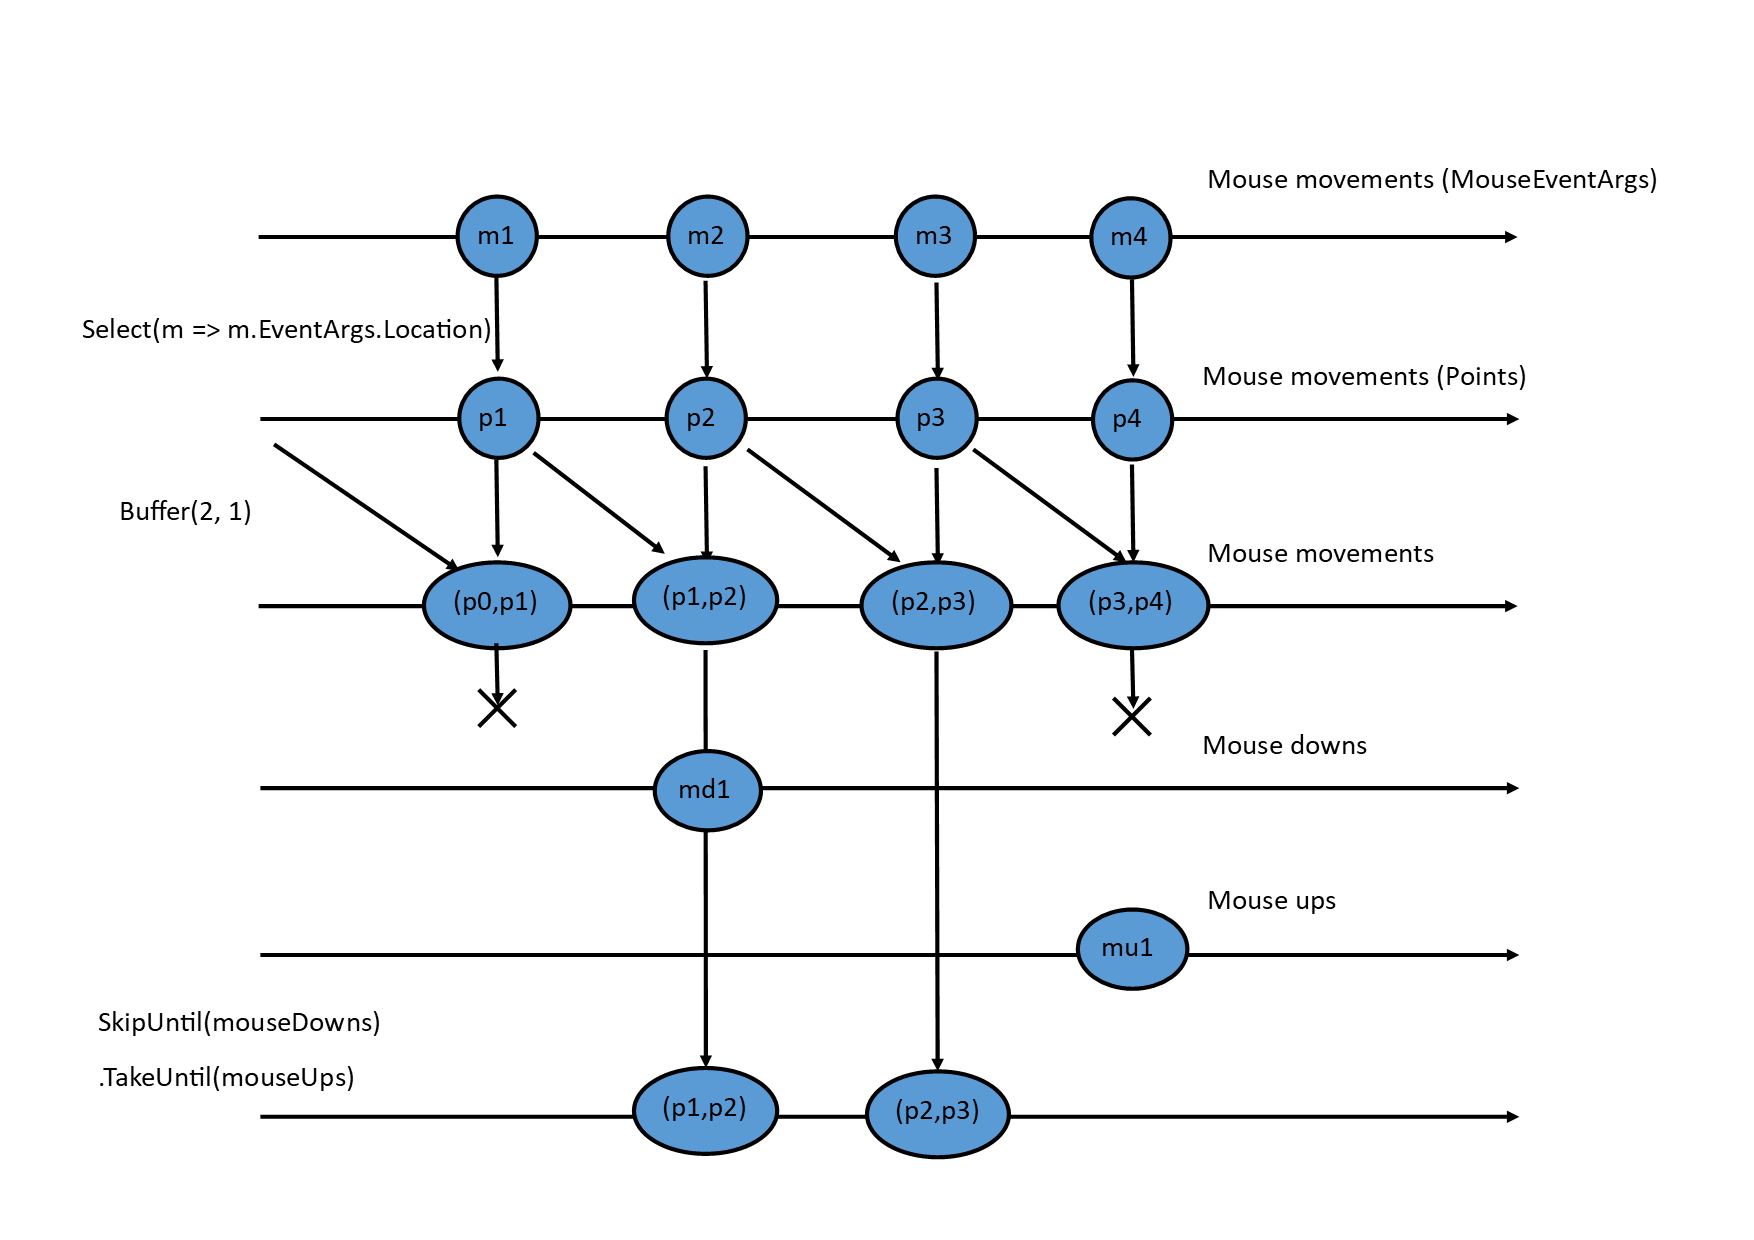 Mouse movements (MouseEventArgs)
m1 m2 m3 m4
Select(m => m.EventArgs.Location)
Mouse movements (Points)
p1 p2 p3 p4
Buffer(2, 1)
Mouse movements
(p0,p1) (p1,p2) (p2,p3) (p3,p4)
Mouse downs
md1
Mouse ups
mu1
SkipUntil(mouseDowns)
.TakeUntil(mouseUps)
(p1,p2) (p2,p3)